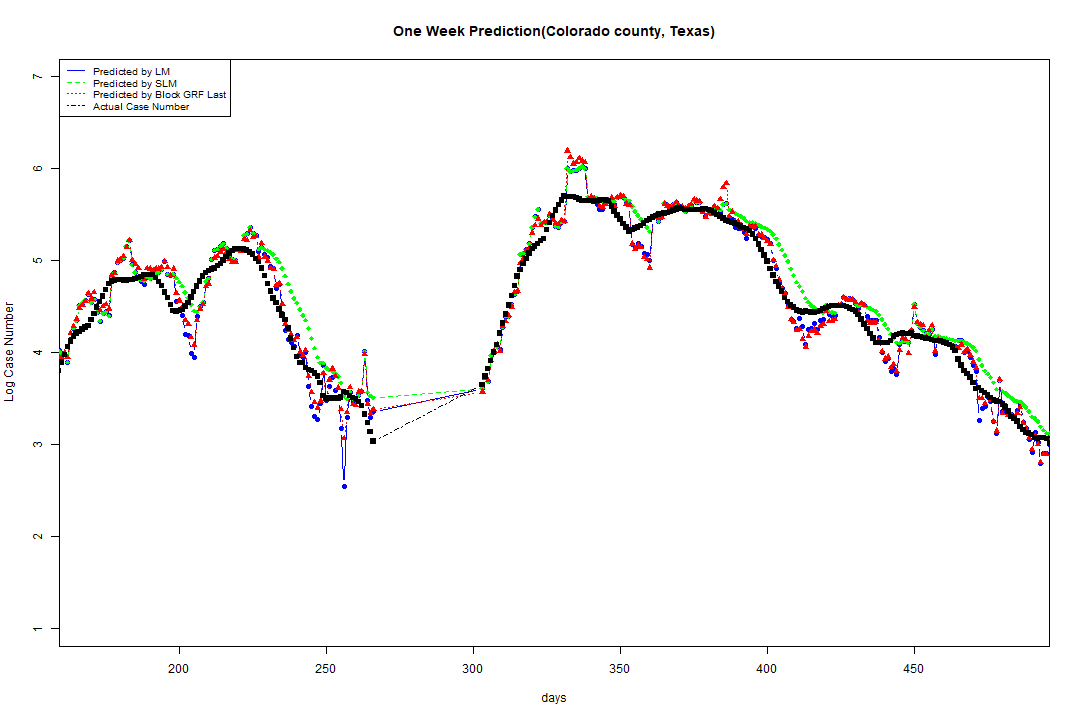 One Week Prediction(Colorado county, Texas)
Predicted by LM
Predicted by SLM
Predicted by Block GRF Last
Actual Case Number
Log Case Number
7
6
5
4
3
2
1
200 250 300 350 400 450
days